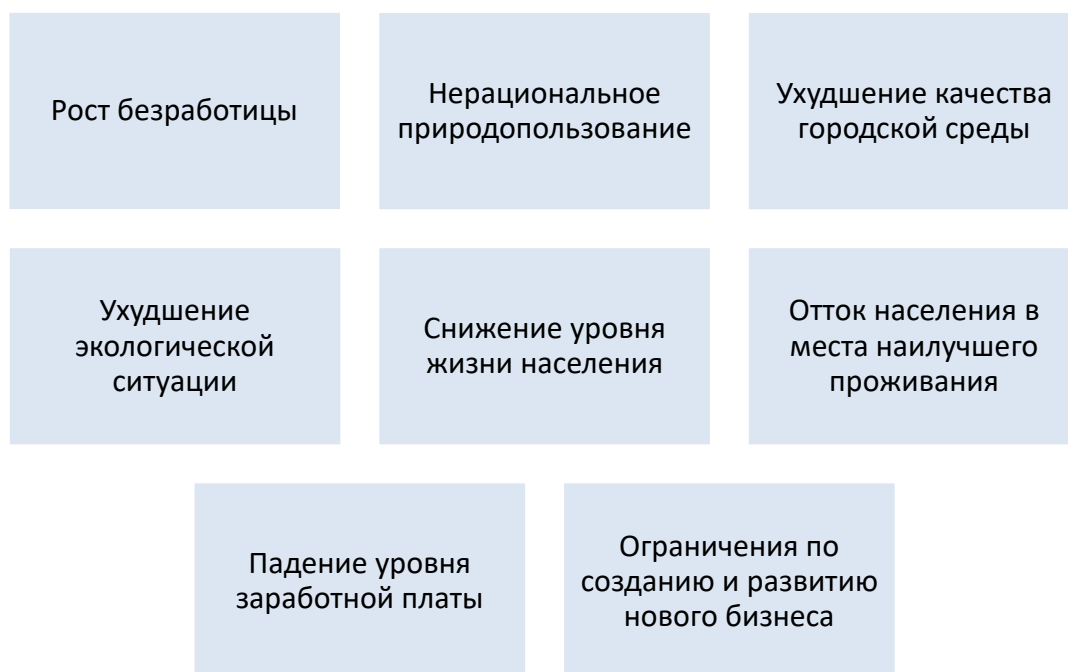 Рост безработицы
Нерациональное
природопользование
Ухудшение качества
городской среды
Ухудшение
экологической
ситуации
Снижение уровня
жизни населения
Отток населения в
места наилучшего
проживания
Падение уровня
заработной платы
Ограничения по
созданию и развитию
нового бизнеса